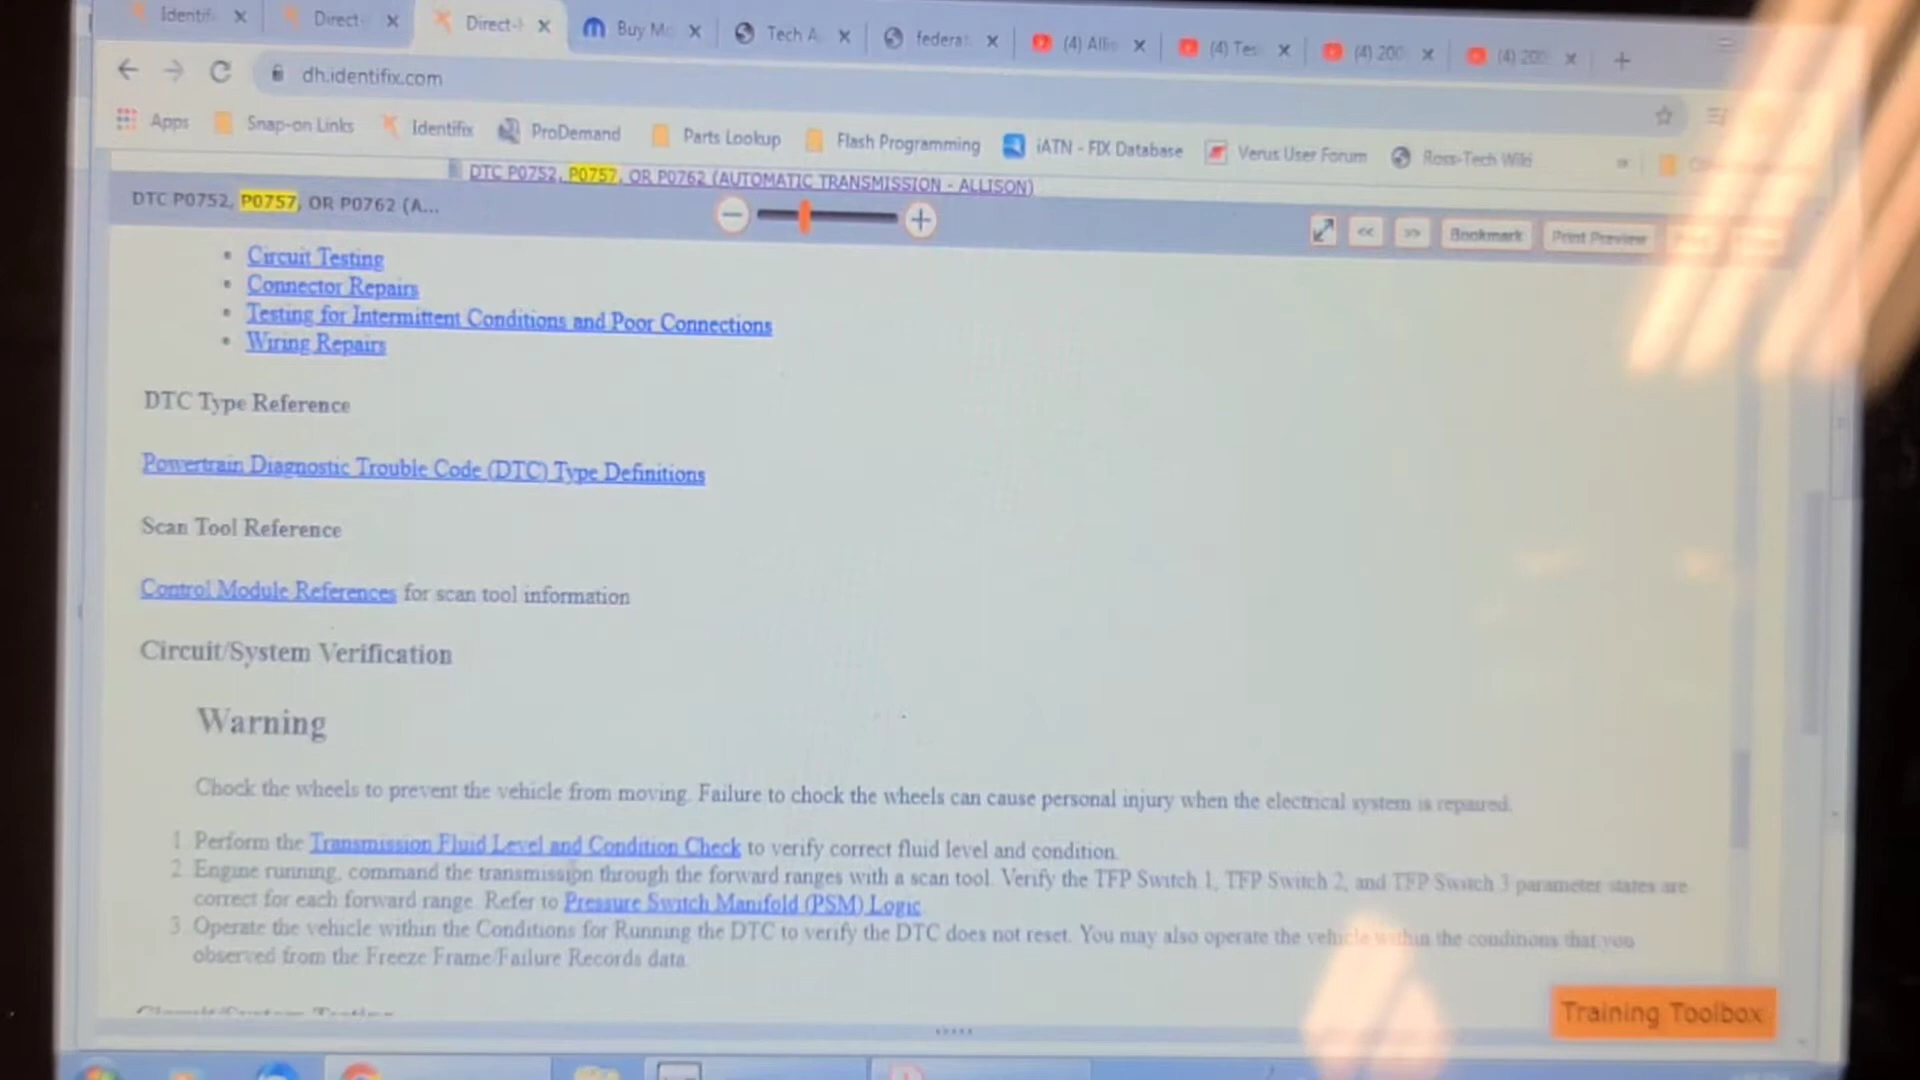 Identifi
Direct-
Direct-H
Buy Mo
Tech A
federa
(4) Alli
(4) Tes
(4) 200
(4) 200
dh.identifix.com
Apps
Snap-on Links
Identifix
ProDemand
Parts Lookup
Flash Programming
iATN - FIX Database
Verus User Forum
Ross-Tech Wiki
DTC P0752, P0757, OR P0762 (AUTOMATIC TRANSMISSION - ALLISON)
DTC P0752, P0757, OR P0762 (A...
<<
>>
Bookmark
Print Preview
Circuit Testing
Connector Repairs
Testing for Intermittent Conditions and Poor Connections
Wiring Repairs
DTC Type Reference
Powertrain Diagnostic Trouble Code (DTC) Type Definitions
Scan Tool Reference
Control Module References for scan tool information
Circuit/System Verification
Warning
Chock the wheels to prevent the vehicle from moving. Failure to chock the wheels can cause personal injury when the electrical system is repaired.
1 Perform the Transmission Fluid Level and Condition Check to verify correct fluid level and condition.
2 Engine running, command the transmission through the forward ranges with a scan tool. Verify the TFP Switch 1, TFP Switch 2, and TFP Switch 3 parameter states are
correct for each forward range. Refer to Pressure Switch Manifold (PSM) Logic
3 Operate the vehicle within the Conditions for Running the DTC to verify the DTC does not reset. You may also operate the vehicle within the conditions that you
observed from the Freeze Frame/Failure Records data.
Training Toolbox